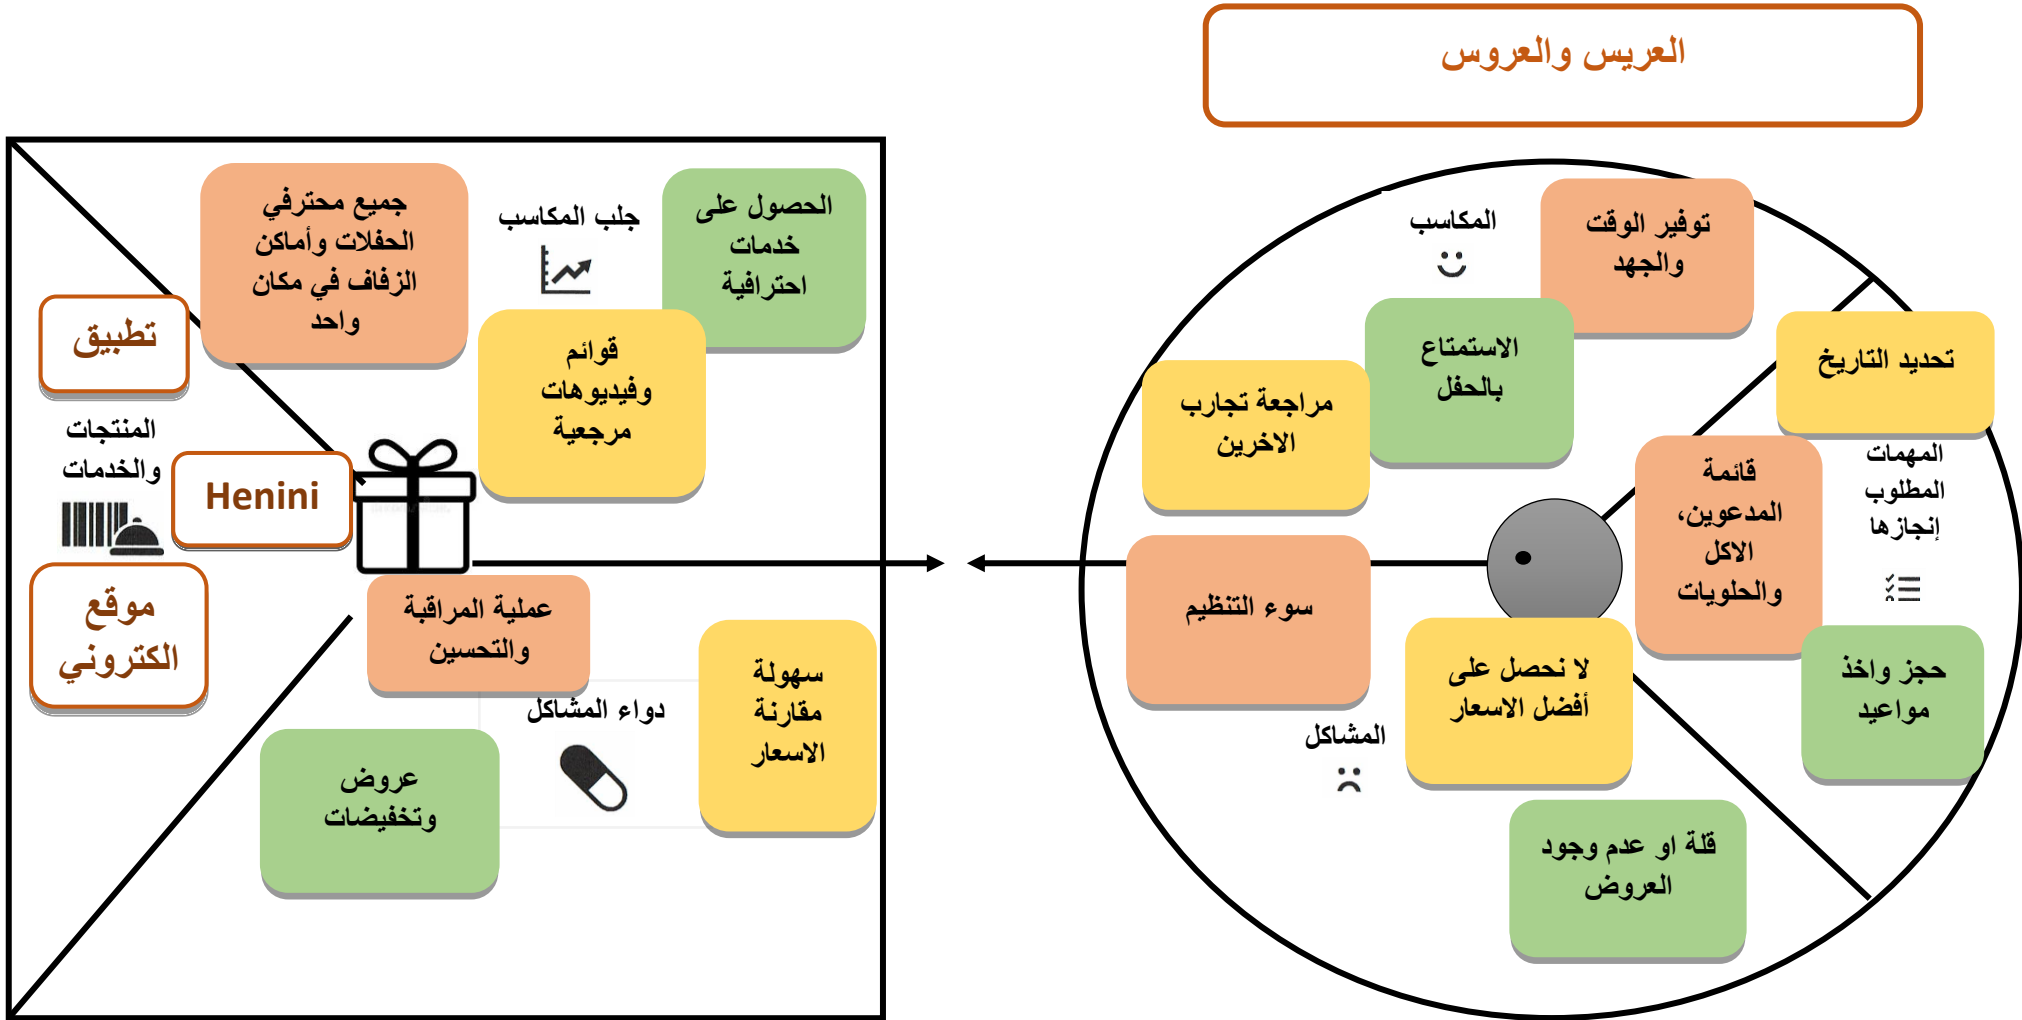 العريس والعروس
المكاسب
توفير الوقت
والجهد
الاستمتاع
بالحفل
مراجعة تجارب
الاخرين
تحديد التاريخ
المهمات
المطلوب
إنجازها
قائمة
المدعوين،
الاكل
والحلويات
حجز واخذ
مواعيد
سوء التنظيم
لا نحصل على
أفضل الاسعار
المشاكل
قلة او عدم وجود
العروض
الحصول على
خدمات
احترافية
جلب المكاسب
جميع محترفي
الحفلات وأماكن
الزفاف في مكان
واحد
قوائم
وفيديوهات
مرجعية
تطبيق
المنتجات
والخدمات
Henini
موقع
الكتروني
عملية المراقبة
والتحسين
دواء المشاكل
سهولة
مقارنة
الاسعار
عروض
وتخفيضات